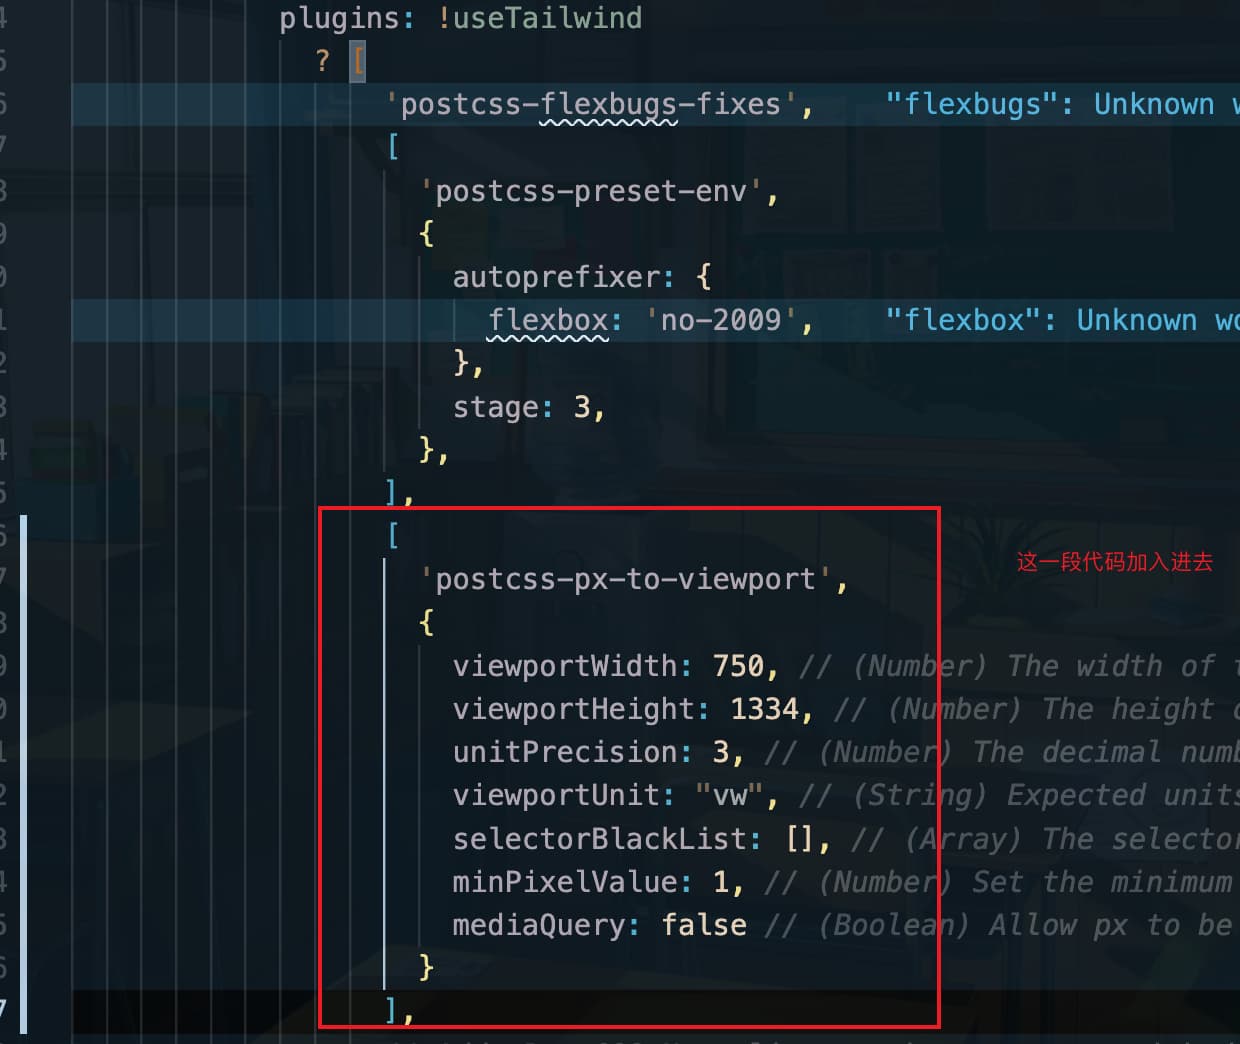 plugins: !useTailwind
? [
'postcss-flexbugs-fixes', "flexbugs": Unknown
[
'postcss-preset-env',
{
autoprefixer: {
flexbox: 'no-2009', "flexbox": Unknown
},
stage: 3,
},
],
[
这一段代码加入进去
'postcss-px-to-viewport',
{
viewportWidth: 750, // (Number) The width of
viewportHeight: 1334, // (Number) The height
unitPrecision: 3, // (Number) The decimal
viewportUnit: "vw", // (String) Expected units
selectorBlackList: [], // (Array) The
minPixelValue: 1, // (Number) Set the minimum
mediaQuery: false // (Boolean) Allow px to be
}
],